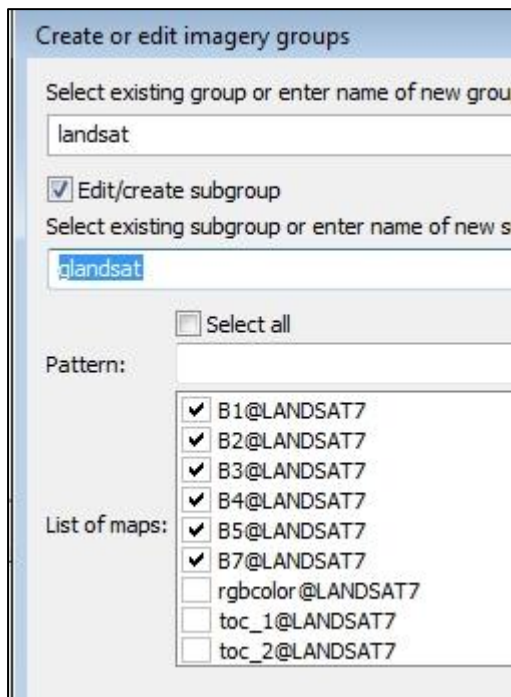 Create or edit imagery groups
Select existing group or enter name of new grou
landsat
Edit/create subgroup
Select existing subgroup or enter name of new s
glandsat
Select all
Pattern:
B1@LANDSAT7
B2@LANDSAT7
B3@LANDSAT7
B4@LANDSAT7
List of maps: B5@LANDSAT7
B7@LANDSAT7
rgbcolor@LANDSAT7
toc_1@LANDSAT7
toc_2@LANDSAT7